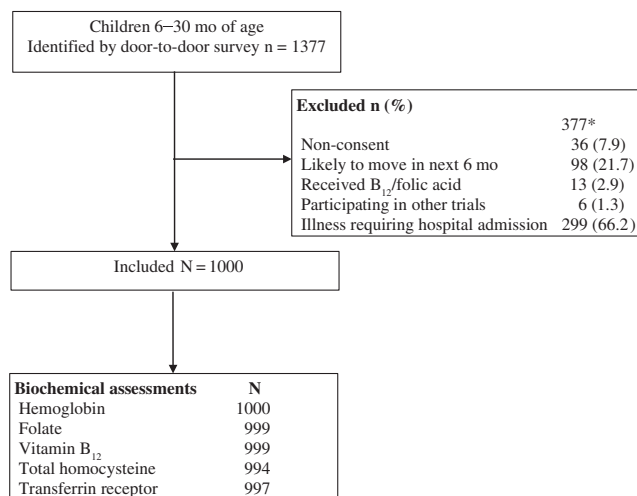 Children 6–30 mo of age
Identified by door-to-door survey n = 1377
Excluded n (%)
377*
Non-consent 36 (7.9)
Likely to move in next 6 mo 98 (21.7)
Received B12/folic acid 13 (2.9)
Participating in other trials 6 (1.3)
Illness requiring hospital admission 299 (66.2)
Included N = 1000
Biochemical assessments N
Hemoglobin 1000
Folate 999
Vitamin B12 999
Total homocysteine 994
Transferrin receptor 997